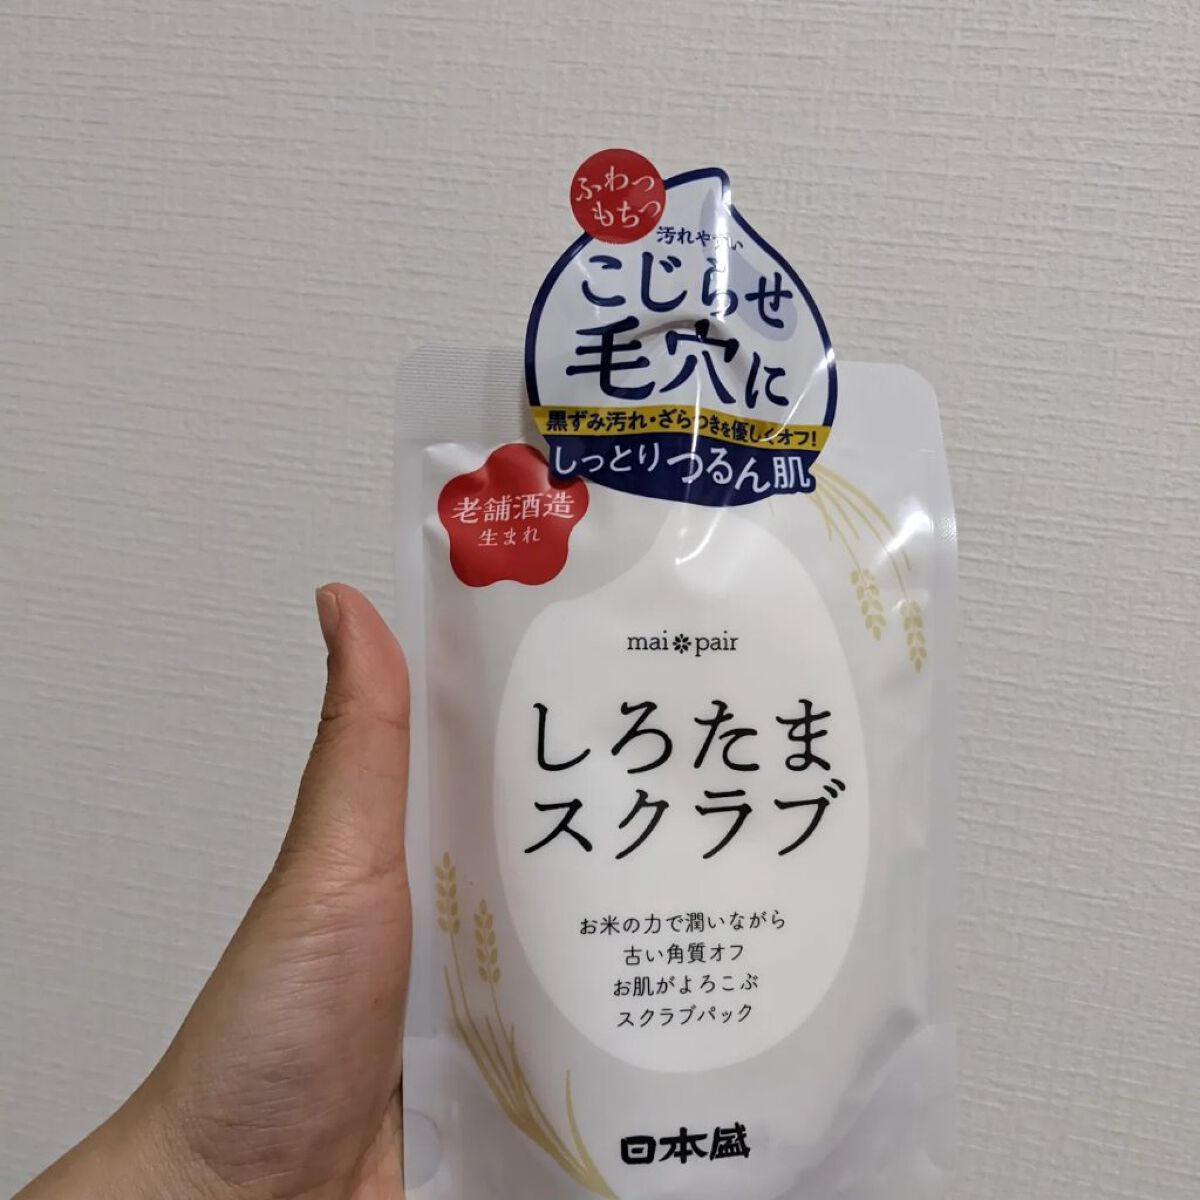 ふわっ
もちっ
汚れやすい
こじらせ
毛穴に
黒ずみ汚れ・ざらつきを優しくオフ!
しっとりつるん肌
老舗酒造
生まれ
mai pair
しろたま
スクラブ
お米の力で潤いながら
古い角質オフ
お肌がよろこぶ
スクラブパック
日本盛